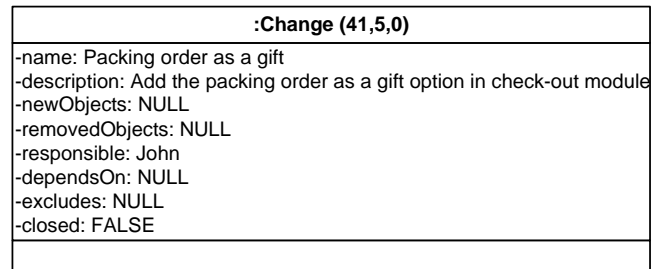 :Change (41,5,0)
-name: Packing order as a gift
-description: Add the packing order as a gift option in check-out module
-newObjects: NULL
-removedObjects: NULL
-responsible: John
-dependsOn: NULL
-excludes: NULL
-closed: FALSE